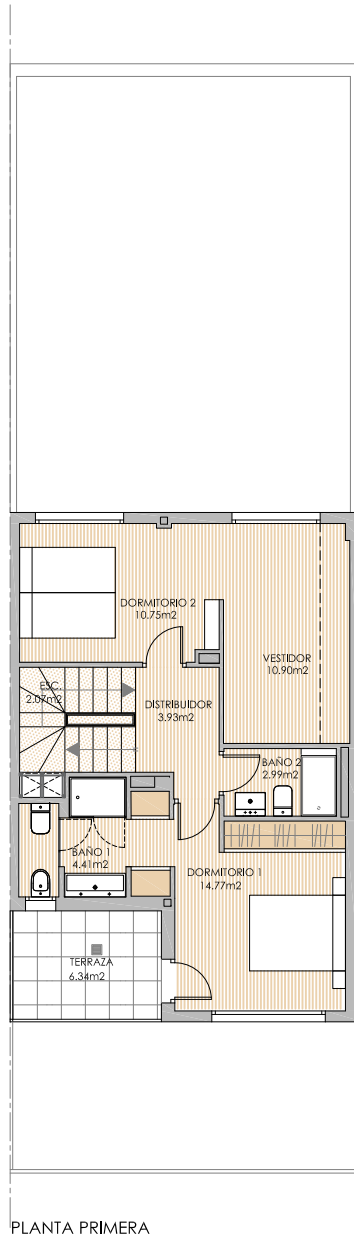 DORMITORIO 2
10.75m2
VESTIDOR
10.90m2
ESC.
2.07m2
DISTRIBUIDOR
3.93m2
BAÑO 2
2.99m2
BAÑO 1
4.41m2
DORMITORIO 1
14.77m2
TERRAZA
6.34m2
PLANTA PRIMERA